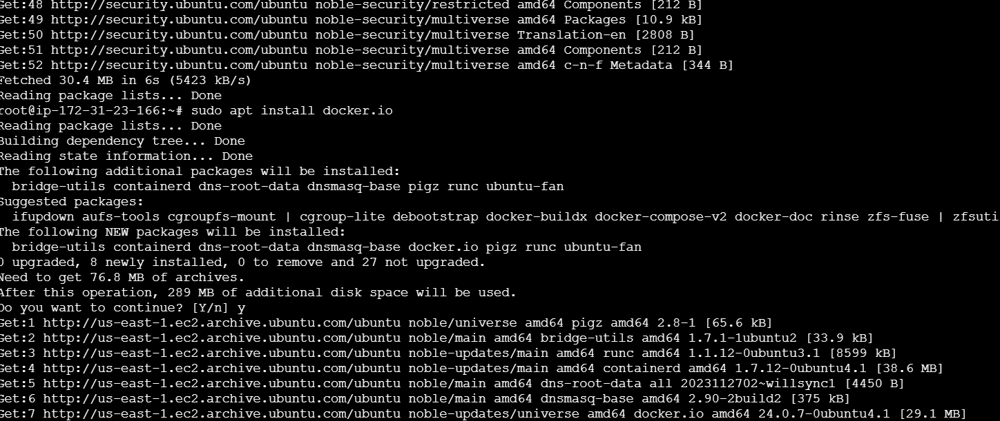 Get:48 http://security.ubuntu.com/ubuntu noble-security/restricted amd64 Components [212 B]
Get:49 http://security.ubuntu.com/ubuntu noble-security/multiverse amd64 Packages [10.9 kB]
Get:50 http://security.ubuntu.com/ubuntu noble-security/multiverse Translation-en [2808 B]
Get:51 http://security.ubuntu.com/ubuntu noble-security/multiverse amd64 Components [212 B]
Get:52 http://security.ubuntu.com/ubuntu noble-security/multiverse amd64 c-n-f Metadata [344 B]
Fetched 30.4 MB in 6s (5423 kB/s)
Reading package lists... Done
root@ip-172-31-23-166:~# sudo apt install docker.io
Reading package lists... Done
Building dependency tree... Done
Reading state information... Done
The following additional packages will be installed:
  bridge-utils containerd dns-root-data dnsmasq-base pigz runc ubuntu-fan
Suggested packages:
  ifupdown aufs-tools cgroupfs-mount | cgroup-lite debootstrap docker-buildx docker-compose-v2 docker-doc rinse zfs-fuse | zfsuti
The following NEW packages will be installed:
  bridge-utils containerd dns-root-data dnsmasq-base docker.io pigz runc ubuntu-fan
0 upgraded, 8 newly installed, 0 to remove and 27 not upgraded.
Need to get 76.8 MB of archives.
After this operation, 289 MB of additional disk space will be used.
Do you want to continue? [Y/n] y
Get:1 http://us-east-1.ec2.archive.ubuntu.com/ubuntu noble/universe amd64 pigz amd64 2.8-1 [65.6 kB]
Get:2 http://us-east-1.ec2.archive.ubuntu.com/ubuntu noble/main amd64 bridge-utils amd64 1.7.1-1ubuntu2 [33.9 kB]
Get:3 http://us-east-1.ec2.archive.ubuntu.com/ubuntu noble-updates/main amd64 runc amd64 1.1.12-0ubuntu3.1 [8599 kB]
Get:4 http://us-east-1.ec2.archive.ubuntu.com/ubuntu noble-updates/main amd64 containerd amd64 1.7.12-0ubuntu4.1 [38.6 MB]
Get:5 http://us-east-1.ec2.archive.ubuntu.com/ubuntu noble/main amd64 dns-root-data all 2023112702~willsync1 [4450 B]
Get:6 http://us-east-1.ec2.archive.ubuntu.com/ubuntu noble/main amd64 dnsmasq-base amd64 2.90-2build2 [375 kB]
Get:7 http://us-east-1.ec2.archive.ubuntu.com/ubuntu noble-updates/universe amd64 docker.io amd64 24.0.7-0ubuntu4.1 [29.1 MB]